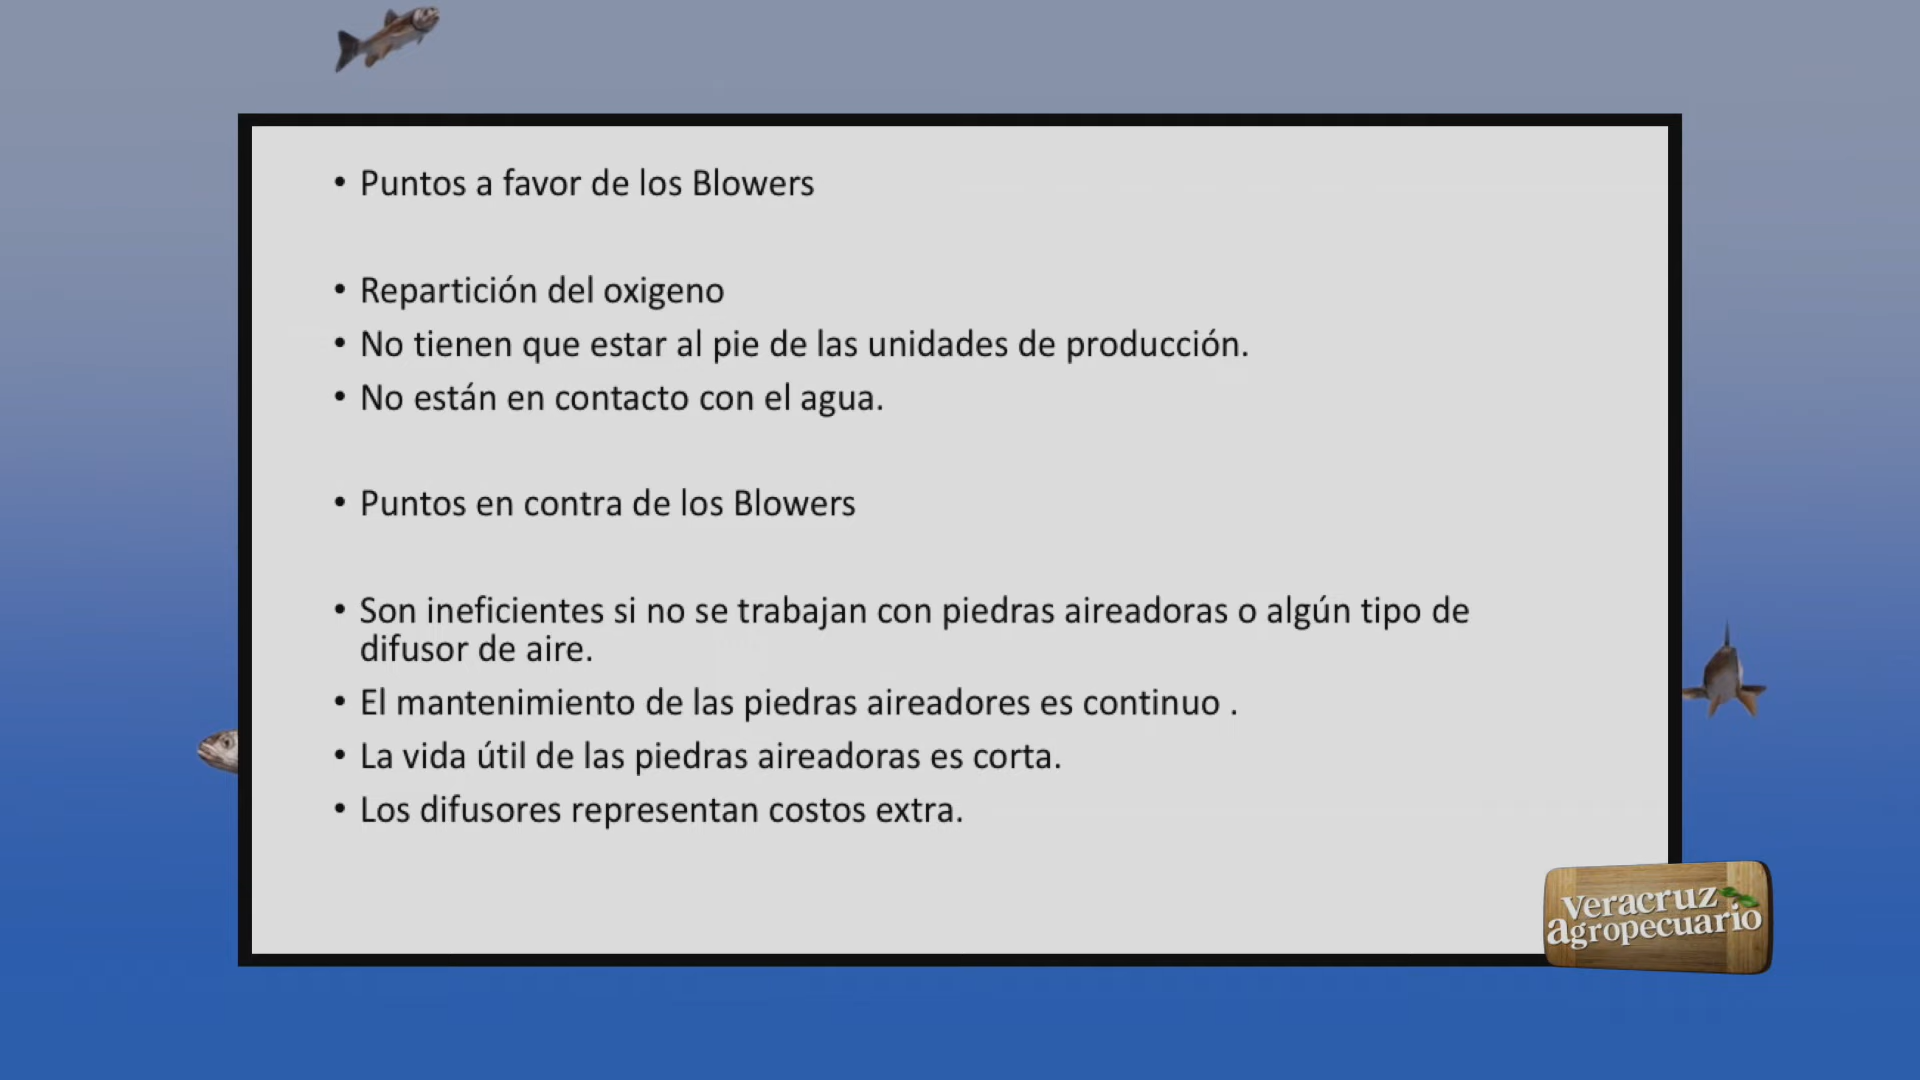 • Puntos a favor de los Blowers
• Repartición del oxigeno
• No tienen que estar al pie de las unidades de producción.
• No están en contacto con el agua.
• Puntos en contra de los Blowers
• Son ineficientes si no se trabajan con piedras aireadoras o algún tipo de
difusor de aire.
• El mantenimiento de las piedras aireadores es continuo .
• La vida útil de las piedras aireadoras es corta.
• Los difusores representan costos extra.
Veracruz
agropecuario